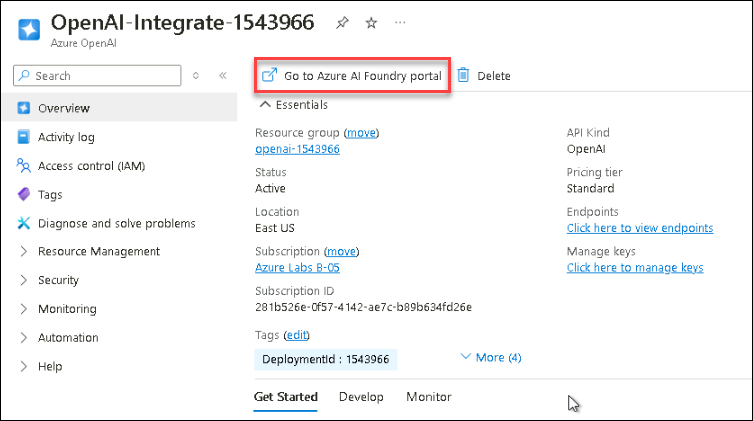 OpenAI-Integrate-1543966
Azure OpenAI
Search
Overview
Activity log
Access control (IAM)
Tags
Diagnose and solve problems
Resource Management
Security
Monitoring
Automation
Help
Go to Azure AI Foundry portal
Delete
Essentials
Resource group (move)
openai-1543966
Status
Active
Location
East US
Subscription (move)
Azure Labs B-05
Subscription ID
281b526e-0f57-4142-ae7c-b89b634fd26e
API Kind
OpenAI
Pricing tier
Standard
Endpoints
Click here to view endpoints
Manage keys
Click here to manage keys
Tags (edit)
DeploymentId : 1543966
More (4)
Get Started
Develop
Monitor